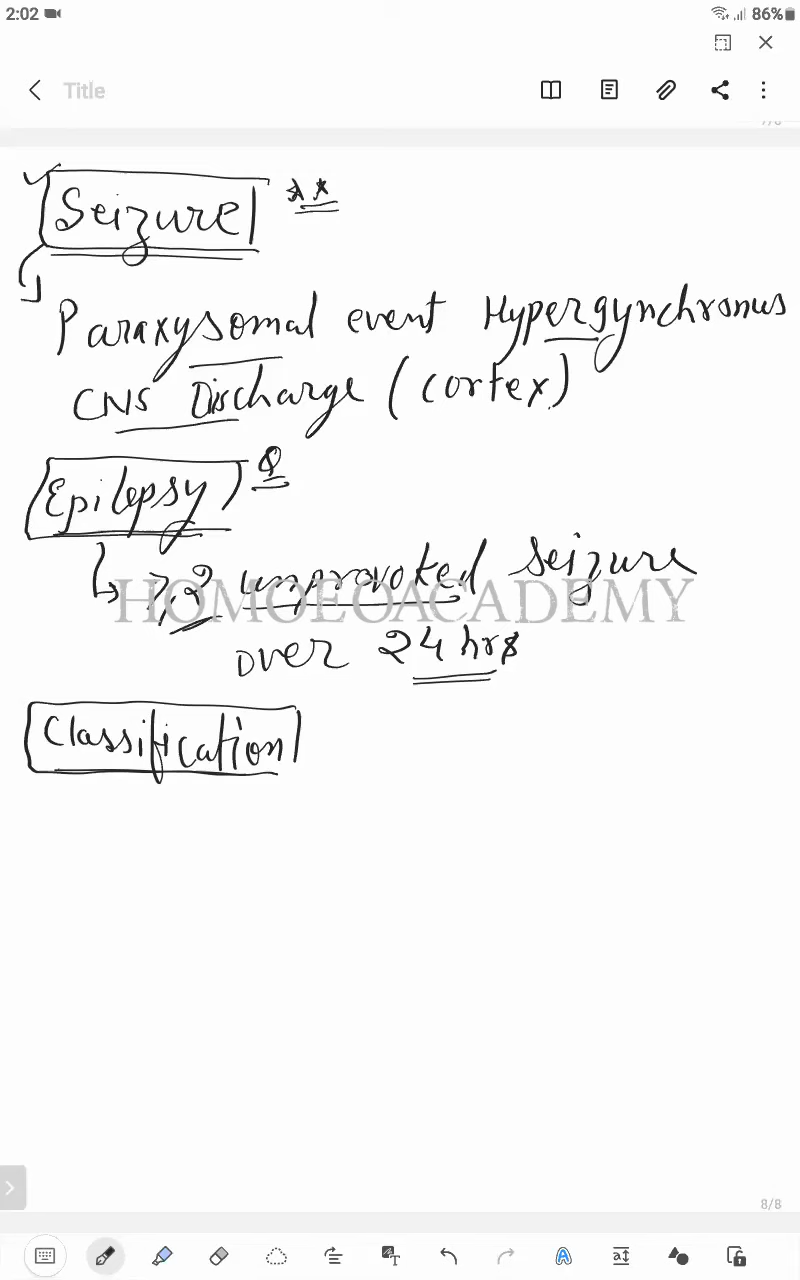 2:02 86%
Title
Seizure **
Paraxysomal event Hypergynchronus
CNS Discharge (cortex)
Epilepsy Q
↳ ≥2 unprovoked seizure
HOMOEOACADEMY
over 24 hrs
Classification
8/8